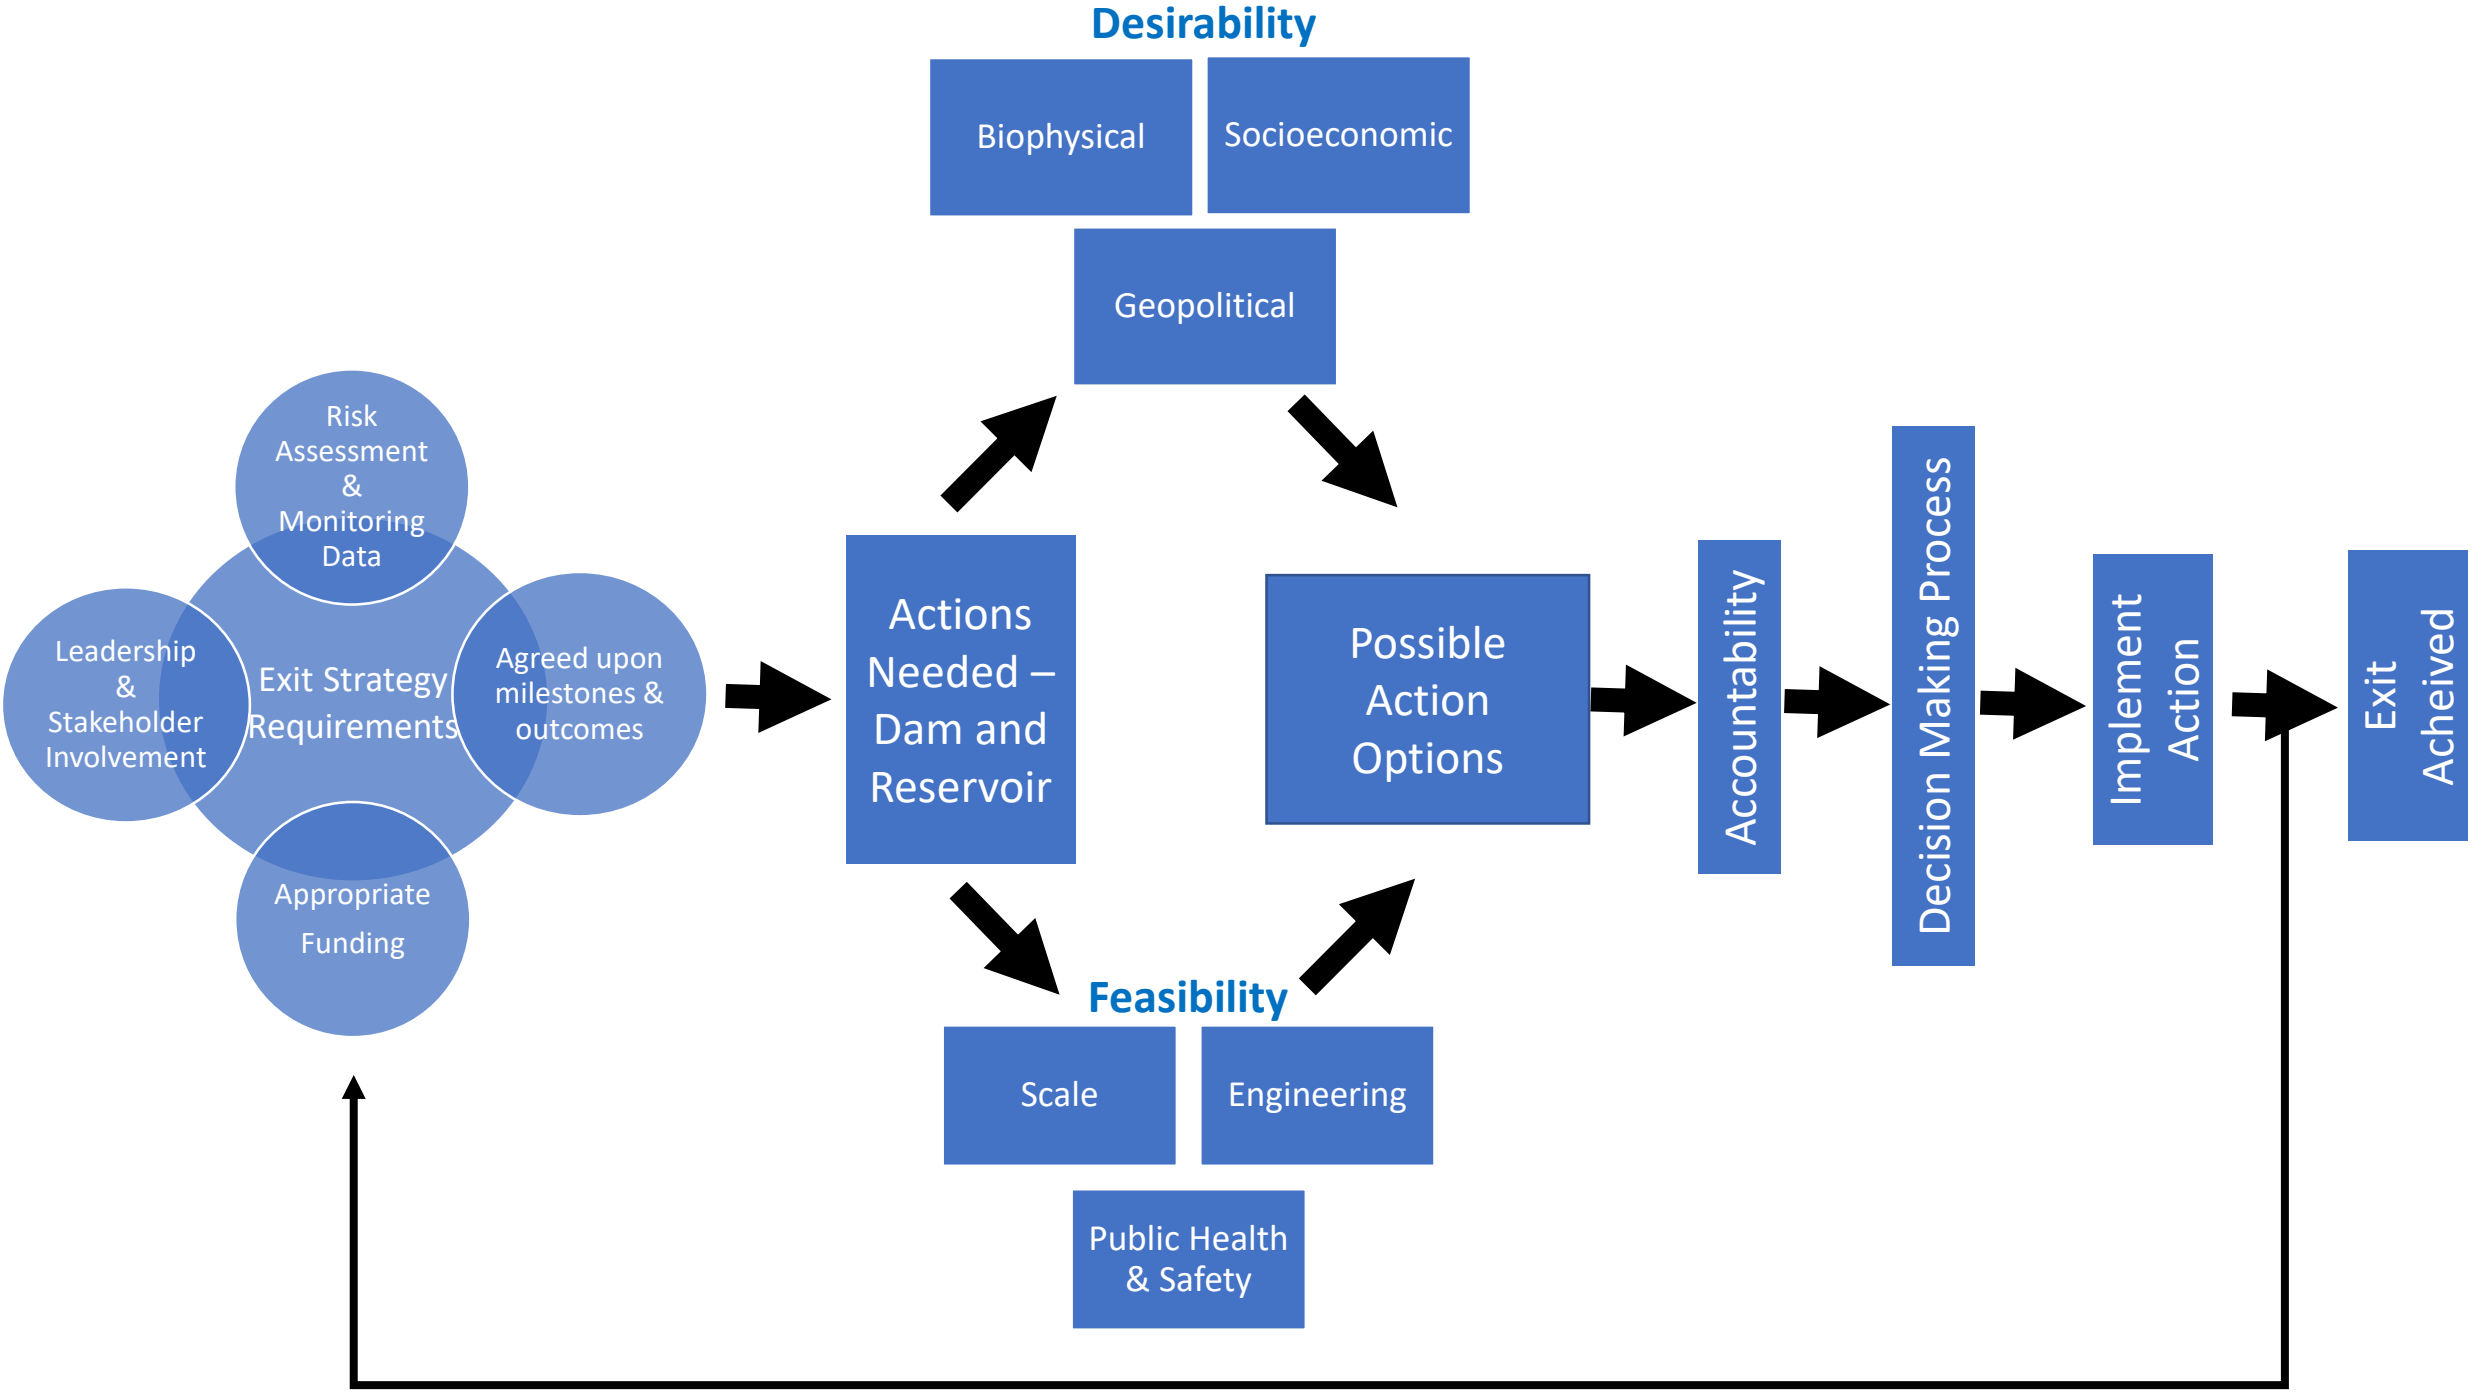 Desirability
Biophysical
Socioeconomic
Geopolitical
Risk
Assessment
&
Monitoring
Data
Leadership
&
Stakeholder
Involvement
Exit Strategy
Requirements
Agreed upon
milestones &
outcomes
Appropriate
Funding
Actions
Needed –
Dam and
Reservoir
Possible
Action
Options
Accountability
Decision Making Process
Implement
Action
Exit
Acheived
Feasibility
Scale
Engineering
Public Health
& Safety